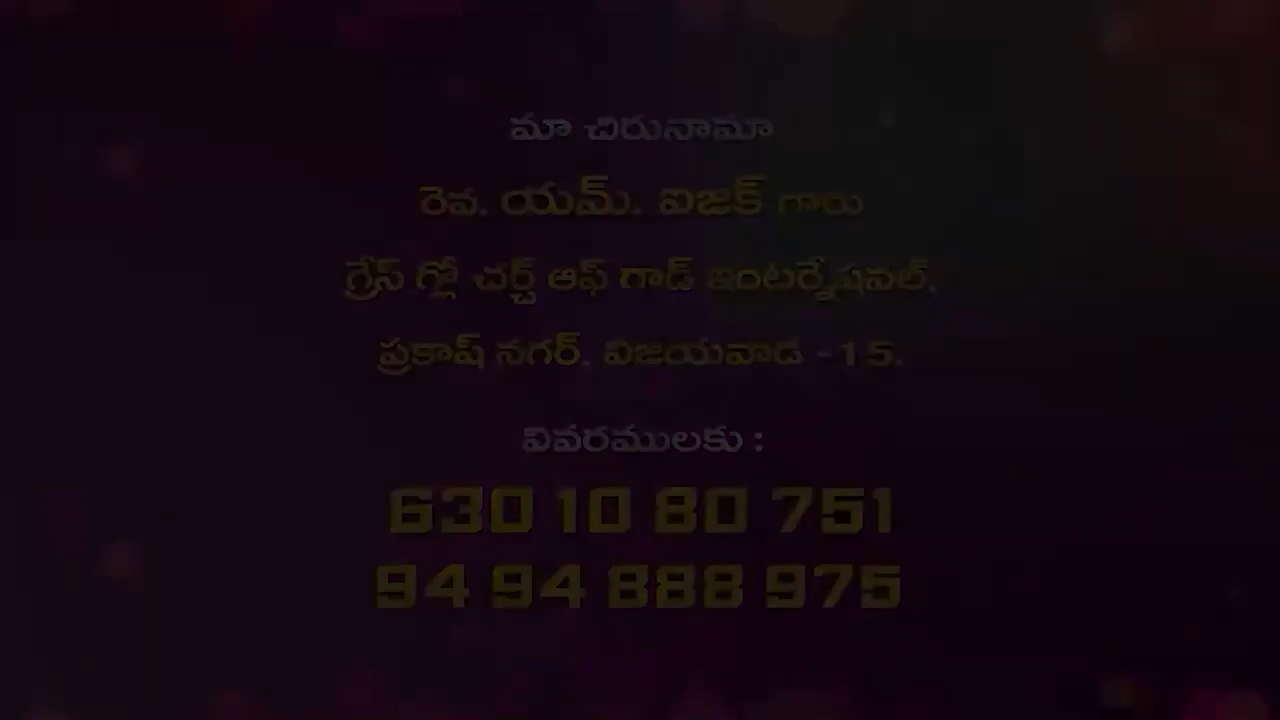 మా చిరునామా
రెవ. యమ్. ఐజక్ గారు
గ్రేస్ గ్లో చర్చ్ ఆఫ్ గాడ్ ఇంటర్నేషనల్,
ప్రకాష్ నగర్, విజయవాడ - 15.
వివరములకు :
630 10 80 751
94 94 888 975